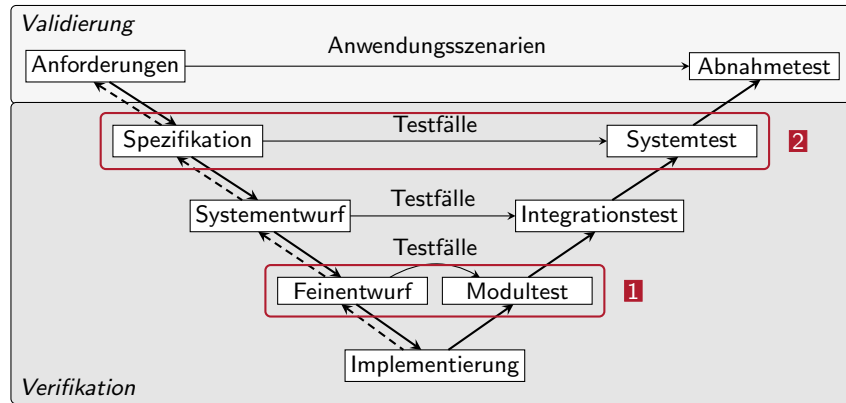 Validierung
Anwendungsszenarien
Anforderungen
Abnahmetest
Testfälle
Spezifikation
Systemtest
2
Testfälle
Systementwurf
Integrationstest
Testfälle
Feinentwurf
Modultest
1
Implementierung
Verifikation